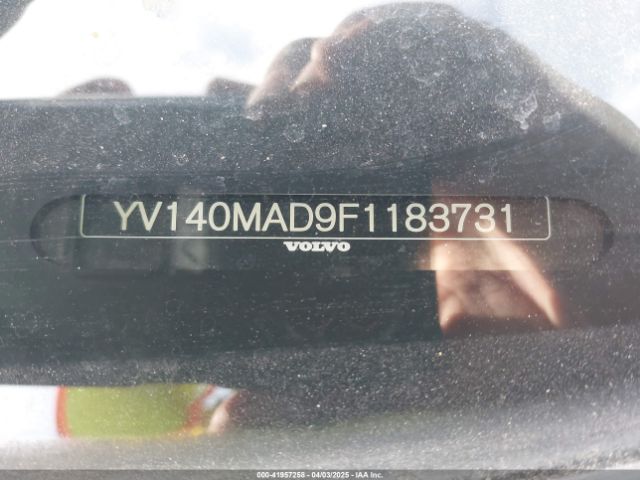 YV140MAD9F1183731
VOLVO
000-41957258 - 04/03/2025 - IAA Inc.